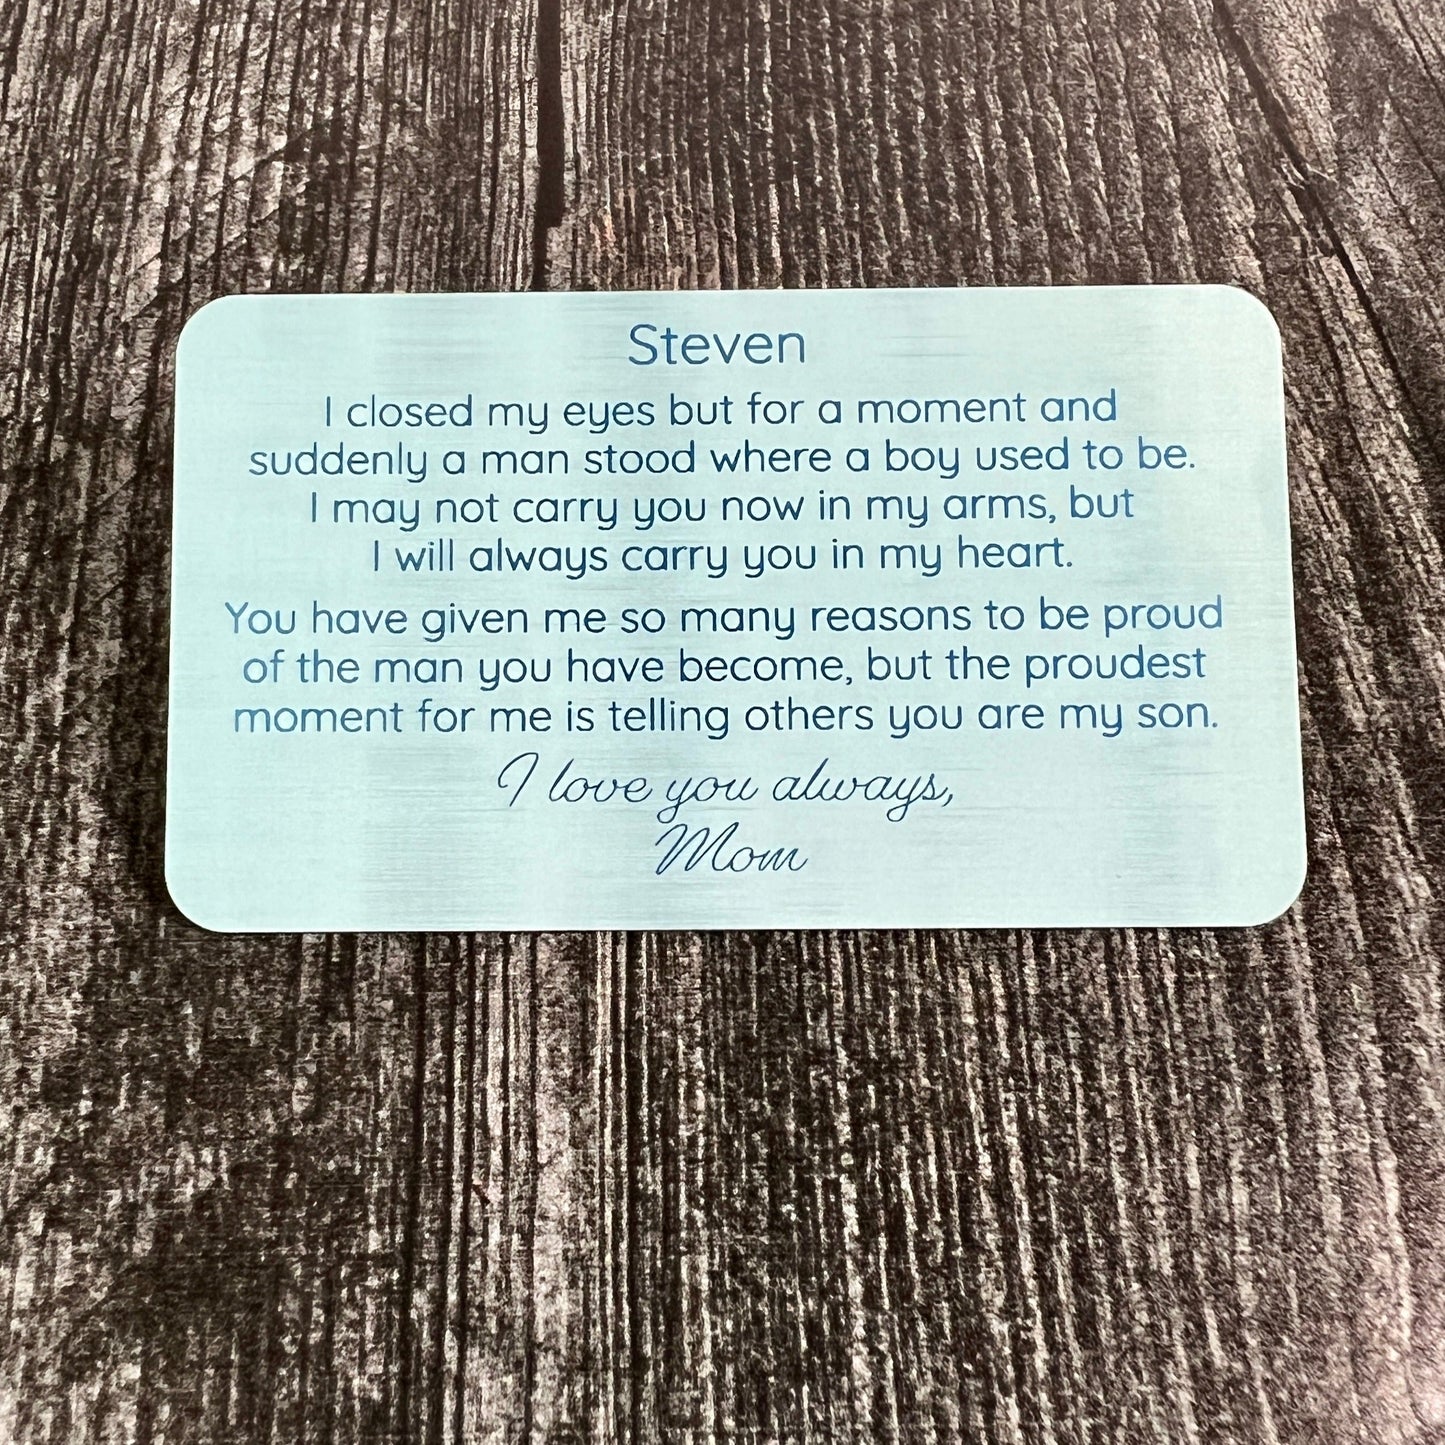 Steven
I closed my eyes but for a moment and
suddenly a man stood where a boy used to be.
I may not carry you now in my arms, but
I will always carry you in my heart.
You have given me so many reasons to be proud
of the man you have become, but the proudest
moment for me is telling others you are my son.
I love you always,
Mom